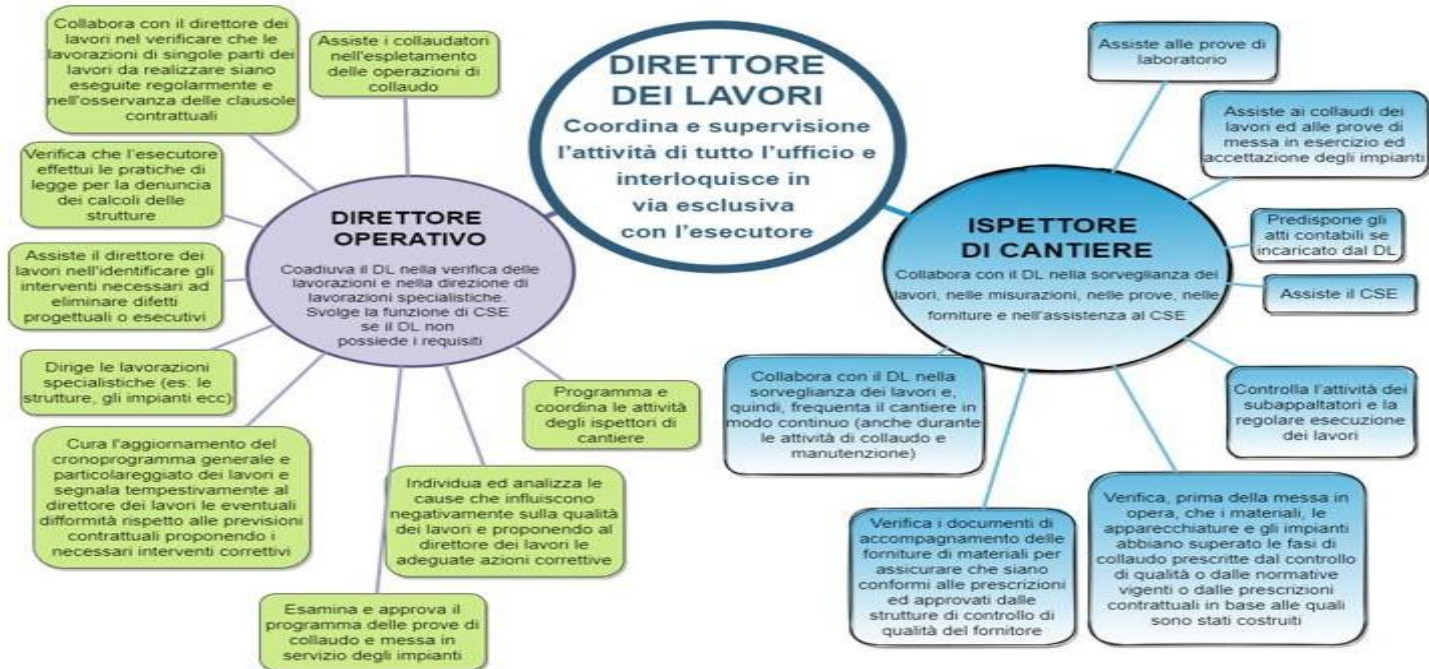 Collabora con il direttore dei
lavori nel verificare che le
lavorazioni di singole parti dei
lavori da realizzare siano
eseguite regolarmente e
nell'osservanza delle clausole
contrattuali
Assiste i collaudatori
nell'espletamento
delle operazioni di
collaudo
DIRETTORE
DEI LAVORI
Coordina e supervisione
l'attività di tutto l'ufficio e
interloquisce in
via esclusiva
con l'esecutore
Assiste alle prove di
laboratorio
Assiste ai collaudi dei
lavori ed alle prove di
messa in esercizio ed
accettazione degli impianti
Verifica che l'esecutore
effettui le pratiche di
legge per la denuncia
dei calcoli delle
strutture
DIRETTORE
OPERATIVO
Coadiuva il DL nella verifica delle
lavorazioni e nella direzione di
lavorazioni specialistiche.
Svolge la funzione di CSE
se il DL non
possiede i requisiti
ISPETTORE
DI CANTIERE
Collabora con il DL nella sorveglianza dei
lavori, nelle misurazioni, nelle prove, nelle
forniture e nell'assistenza al CSE
Predispone gli
atti contabili se
incaricato dal DL
Assiste il CSE
Assiste il direttore dei
lavori nell'identificare gli
interventi necessari ad
eliminare difetti
progettuali o esecutivi
Dirige le lavorazioni
specialistiche (es: le
strutture, gli impianti ecc)
Programma e
coordina le attività
degli ispettori di
cantiere
Collabora con il DL nella
sorveglianza dei lavori e,
quindi, frequenta il cantiere in
modo continuo (anche durante
le attività di collaudo e
manutenzione)
Controlla l'attività dei
subappaltatori e la
regolare esecuzione
dei lavori
Cura l'aggiornamento del
cronoprogramma generale e
particolareggiato dei lavori e
segnala tempestivamente al
direttore dei lavori le eventuali
difformità rispetto alle previsioni
contrattuali proponendo i
necessari interventi correttivi
Individua ed analizza le
cause che influiscono
negativamente sulla qualità
dei lavori e proponendo al
direttore dei lavori le
adeguate azioni correttive
Verifica i documenti di
accompagnamento delle
forniture di materiali per
assicurare che siano
conformi alle prescrizioni
ed approvati dalle
strutture di controllo di
qualità del fornitore
Verifica, prima della messa in
opera, che i materiali, le
apparecchiature e gli impianti
abbiano superato le fasi di
collaudo prescritte dal controllo
di qualità o dalle normative
vigenti o dalle prescrizioni
contrattuali in base alle quali
sono stati costruiti
Esamina e approva il
programma delle prove di
collaudo e messa in
servizio degli impianti